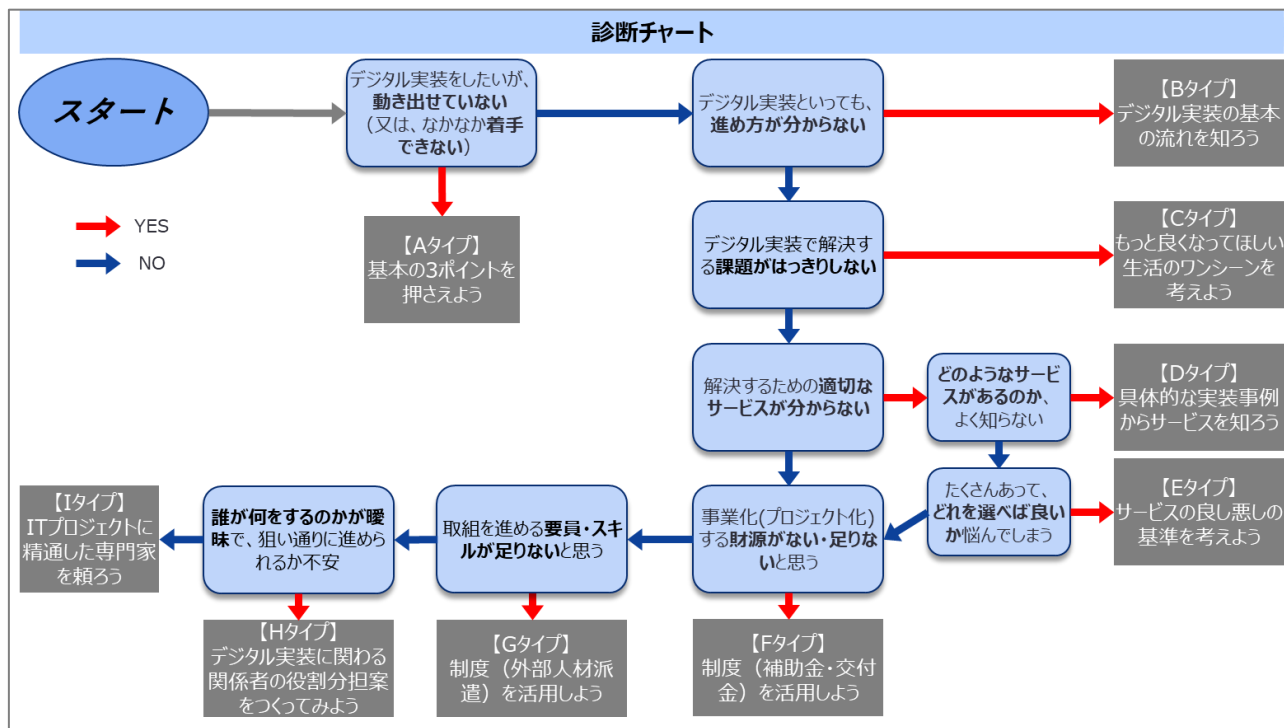 診断チャート
スタート
デジタル実装をしたいが、
動き出せていない
（又は、なかなか着手
できない）
デジタル実装といっても、
進め方が分からない
【Bタイプ】
デジタル実装の基本
の流れを知ろう
YES
NO
【Aタイプ】
基本の3ポイントを
押さえよう
デジタル実装で解決す
る課題がはっきりしない
【Cタイプ】
もっと良くなってほしい
生活のワンシーンを
考えよう
解決するための適切な
サービスが分からない
どのようなサービ
スがあるのか、
よく知らない
【Dタイプ】
具体的な実装事例
からサービスを知ろう
たくさんあって、
どれを選べば良い
か悩んでしまう
【Eタイプ】
サービスの良し悪しの
基準を考えよう
事業化(プロジェクト化)
する財源がない・足りな
いと思う
取組を進める要員・スキ
ルが足りないと思う
誰が何をするのかが曖
昧で、狙い通りに進めら
れるか不安
【Iタイプ】
ITプロジェクトに
精通した専門家
を頼ろう
【Hタイプ】
デジタル実装に関わる
関係者の役割分担案
をつくってみよう
【Gタイプ】
制度（外部人材派
遣）を活用しよう
【Fタイプ】
制度（補助金・交付
金）を活用しよう